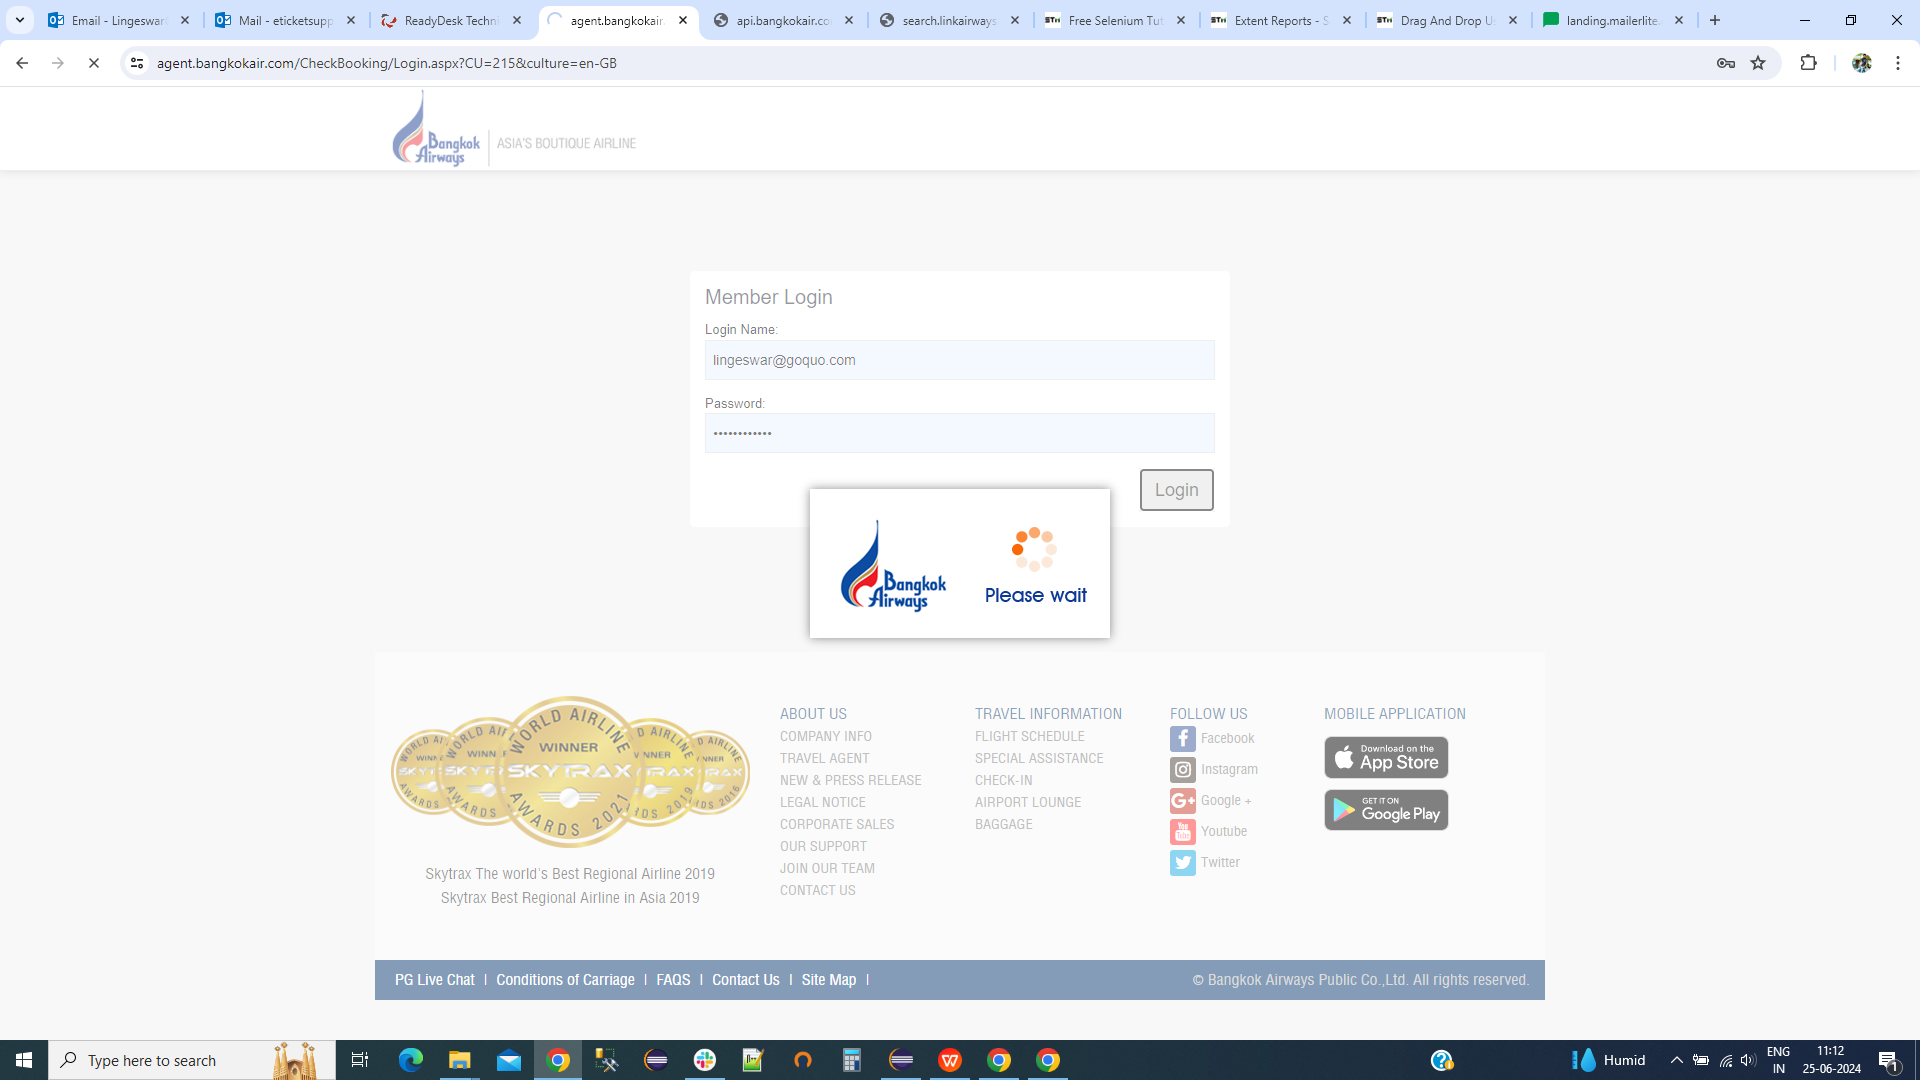 Email - Lingeswar
Mail - eticketsupp
ReadyDesk Techni
agent.bangkokair.
api.bangkokair.co
search.linkairways
Free Selenium Tut
Extent Reports - S
Drag And Drop U
landing.mailerlite.
agent.bangkokair.com/CheckBooking/Login.aspx?CU=215&culture=en-GB
Bangkok Airways
ASIA'S BOUTIQUE AIRLINE
Member Login
Login Name:
lingeswar@goquo.com
Password:
••••••••••••
Login
Bangkok Airways
Please wait
WORLD AIRLINE
WINNER
SKYTRAX
AWARDS 2021
Skytrax The world's Best Regional Airline 2019
Skytrax Best Regional Airline in Asia 2019
ABOUT US
COMPANY INFO
TRAVEL AGENT
NEW & PRESS RELEASE
LEGAL NOTICE
CORPORATE SALES
OUR SUPPORT
JOIN OUR TEAM
CONTACT US
TRAVEL INFORMATION
FLIGHT SCHEDULE
SPECIAL ASSISTANCE
CHECK-IN
AIRPORT LOUNGE
BAGGAGE
FOLLOW US
Facebook
Instagram
Google +
Youtube
Twitter
MOBILE APPLICATION
Download on the
App Store
GET IT ON
Google Play
PG Live Chat | Conditions of Carriage | FAQS | Contact Us | Site Map |
© Bangkok Airways Public Co.,Ltd. All rights reserved.
Type here to search
Humid
ENG
IN
11:12
25-06-2024
1